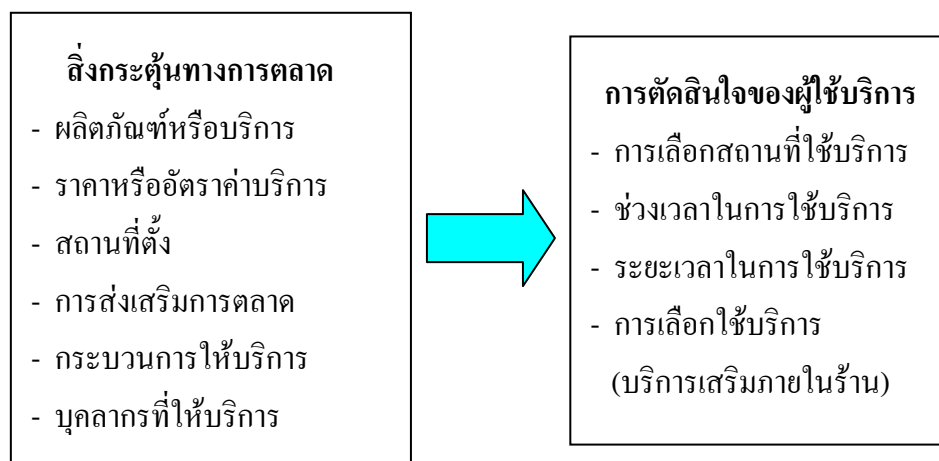 สิ่งกระตุ้นทางการตลาด
- ผลิตภัณฑ์หรือบริการ
- ราคาหรืออัตราค่าบริการ
- สถานที่ตั้ง
- การส่งเสริมการตลาด
- กระบวนการให้บริการ
- บุคลากรที่ให้บริการ
การตัดสินใจของผู้ใช้บริการ
- การเลือกสถานที่ใช้บริการ
- ช่วงเวลาในการใช้บริการ
- ระยะเวลาในการใช้บริการ
- การเลือกใช้บริการ
(บริการเสริมภายในร้าน)